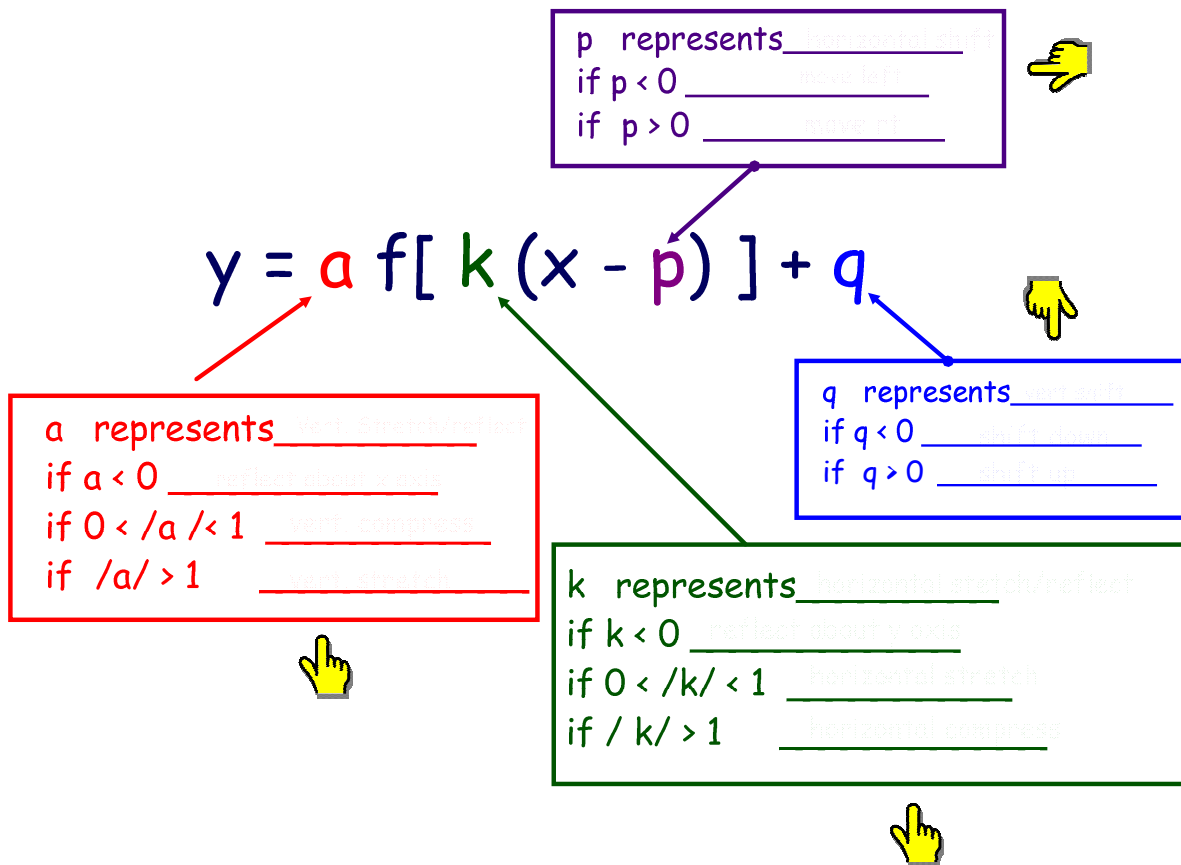 p represents horizontal shift
if p < 0 move left
if p > 0 move rt
y = a f[ k (x - p) ] + q
a represents vert. Stretch/reflect
if a < 0 reflect about x axis
if 0 < /a /< 1 vert. compress
if /a/ > 1 vert. stretch
q represents vert shift
if q < 0 shift down
if q > 0 shift up
k represents horizontal stetch/reflect
if k < 0 reflect about y axis
if 0 < /k/ < 1 horizontal stretch
if / k/ > 1 horizontal compress